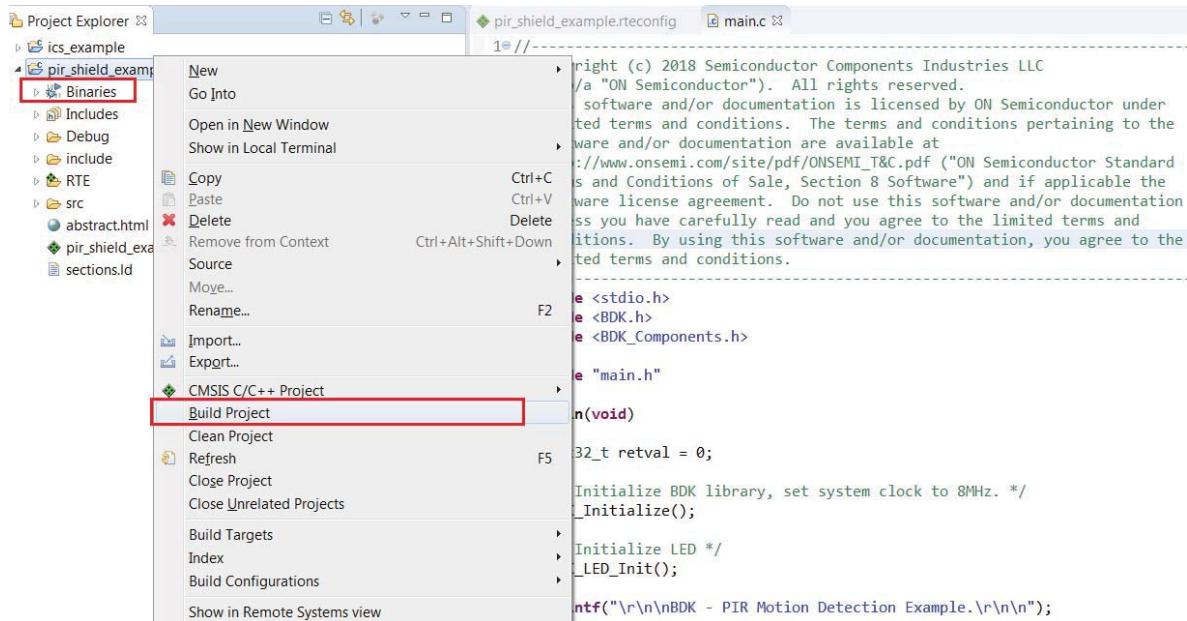 Project Explorer
pir_shield_example.rteconfig
main.c
ics_example
pir_shield_examp
Binaries
Includes
Debug
include
RTE
src
abstract.html
pir_shield_exa
sections.ld
New
Go Into
Open in New Window
Show in Local Terminal
Copy Ctrl+C
Paste Ctrl+V
Delete Delete
Remove from Context Ctrl+Alt+Shift+Down
Source
Move...
Rename... F2
Import...
Export...
CMSIS C/C++ Project
Build Project
Clean Project
Refresh F5
Close Project
Close Unrelated Projects
Build Targets
Index
Build Configurations
Show in Remote Systems view
1 //-----------------------------------------------------------------------------
right (c) 2018 Semiconductor Components Industries LLC
/a "ON Semiconductor"). All rights reserved.
software and/or documentation is licensed by ON Semiconductor under
ted terms and conditions. The terms and conditions pertaining to the
ware and/or documentation are available at
://www.onsemi.com/site/pdf/ONSEMI_T&C.pdf ("ON Semiconductor Standard
s and Conditions of Sale, Section 8 Software") and if applicable the
ware license agreement. Do not use this software and/or documentation
ss you have carefully read and you agree to the limited terms and
itions. By using this software and/or documentation, you agree to the
ted terms and conditions.
-----------------------------------------------------------------------------
e <stdio.h>
e <BDK.h>
e <BDK_Components.h>
e "main.h"
n(void)
32_t retval = 0;
Initialize BDK library, set system clock to 8MHz. */
_Initialize();
Initialize LED */
_LED_Init();
ntf("\r\n\nBDK - PIR Motion Detection Example.\r\n\n");